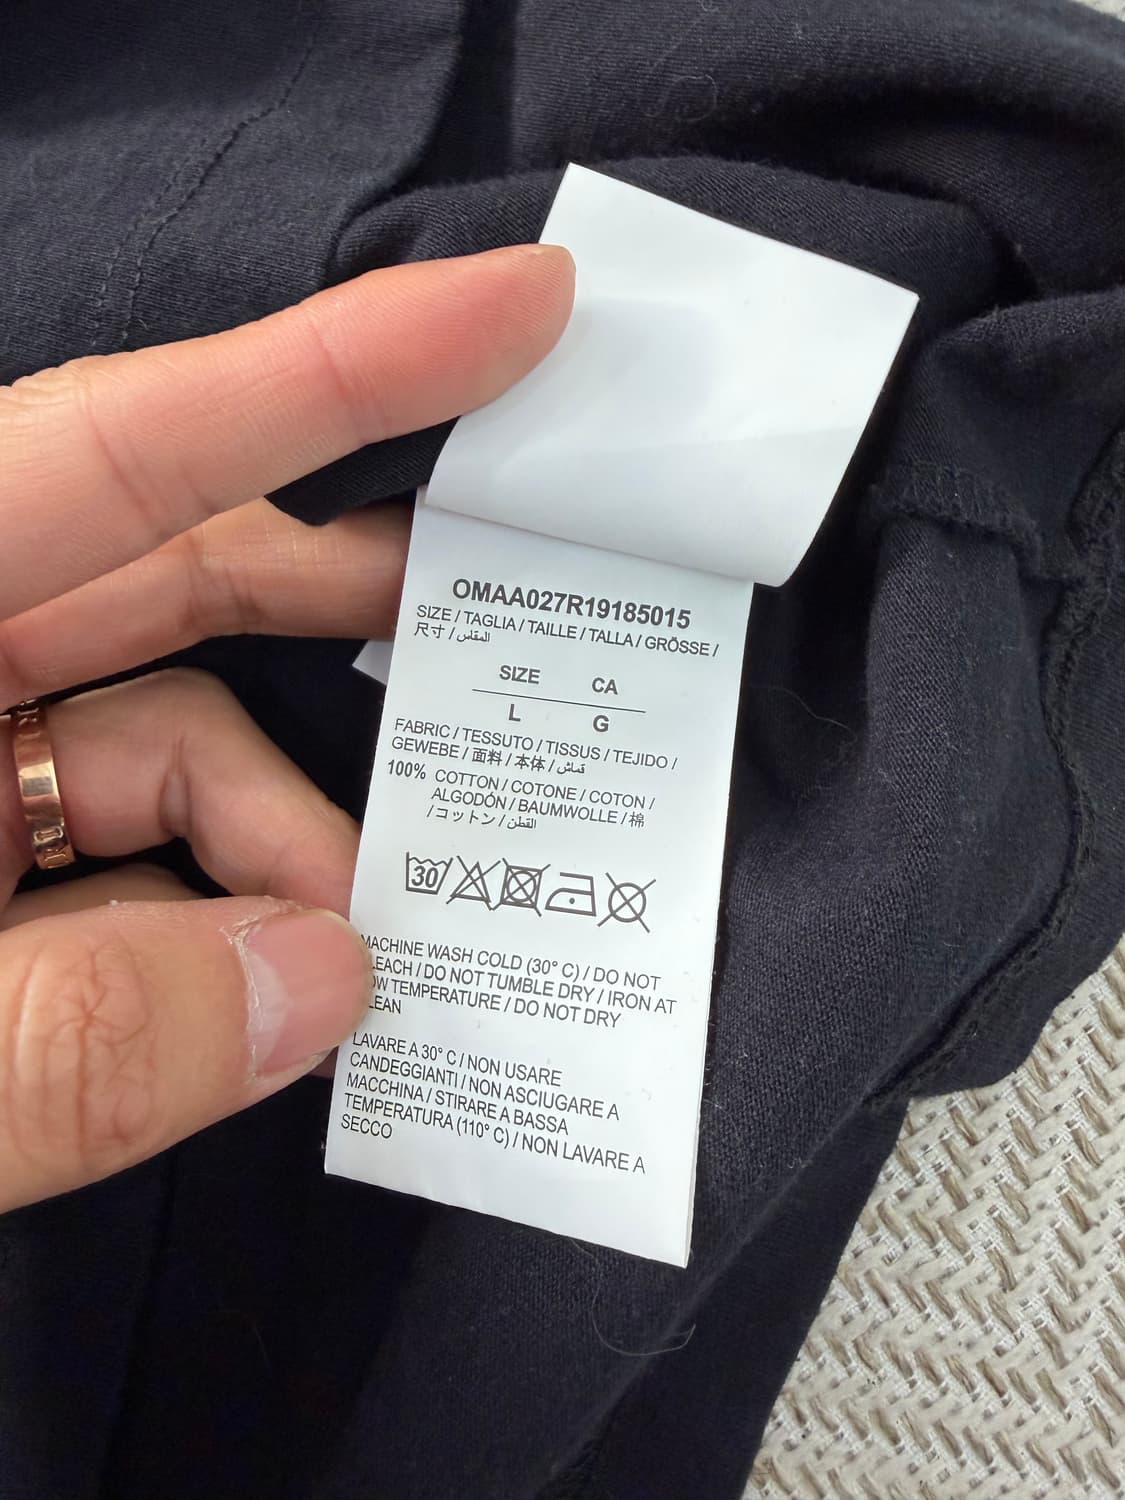 OMAA027R19185015
SIZE / TAGLIA / TAILLE / TALLA / GRÖSSE /
尺寸 / المقاس
SIZE CA
L G
FABRIC / TESSUTO / TISSUS / TEJIDO /
GEWEBE / 面料 / 本体 / قماش
100% COTTON / COTONE / COTON /
ALGODÓN / BAUMWOLLE / 棉
/ コットン / القطن
30
MACHINE WASH COLD (30° C) / DO NOT
LEACH / DO NOT TUMBLE DRY / IRON AT
OW TEMPERATURE / DO NOT DRY
LEAN
LAVARE A 30° C / NON USARE
CANDEGGIANTI / NON ASCIUGARE A
MACCHINA / STIRARE A BASSA
TEMPERATURA (110° C) / NON LAVARE A
SECCO